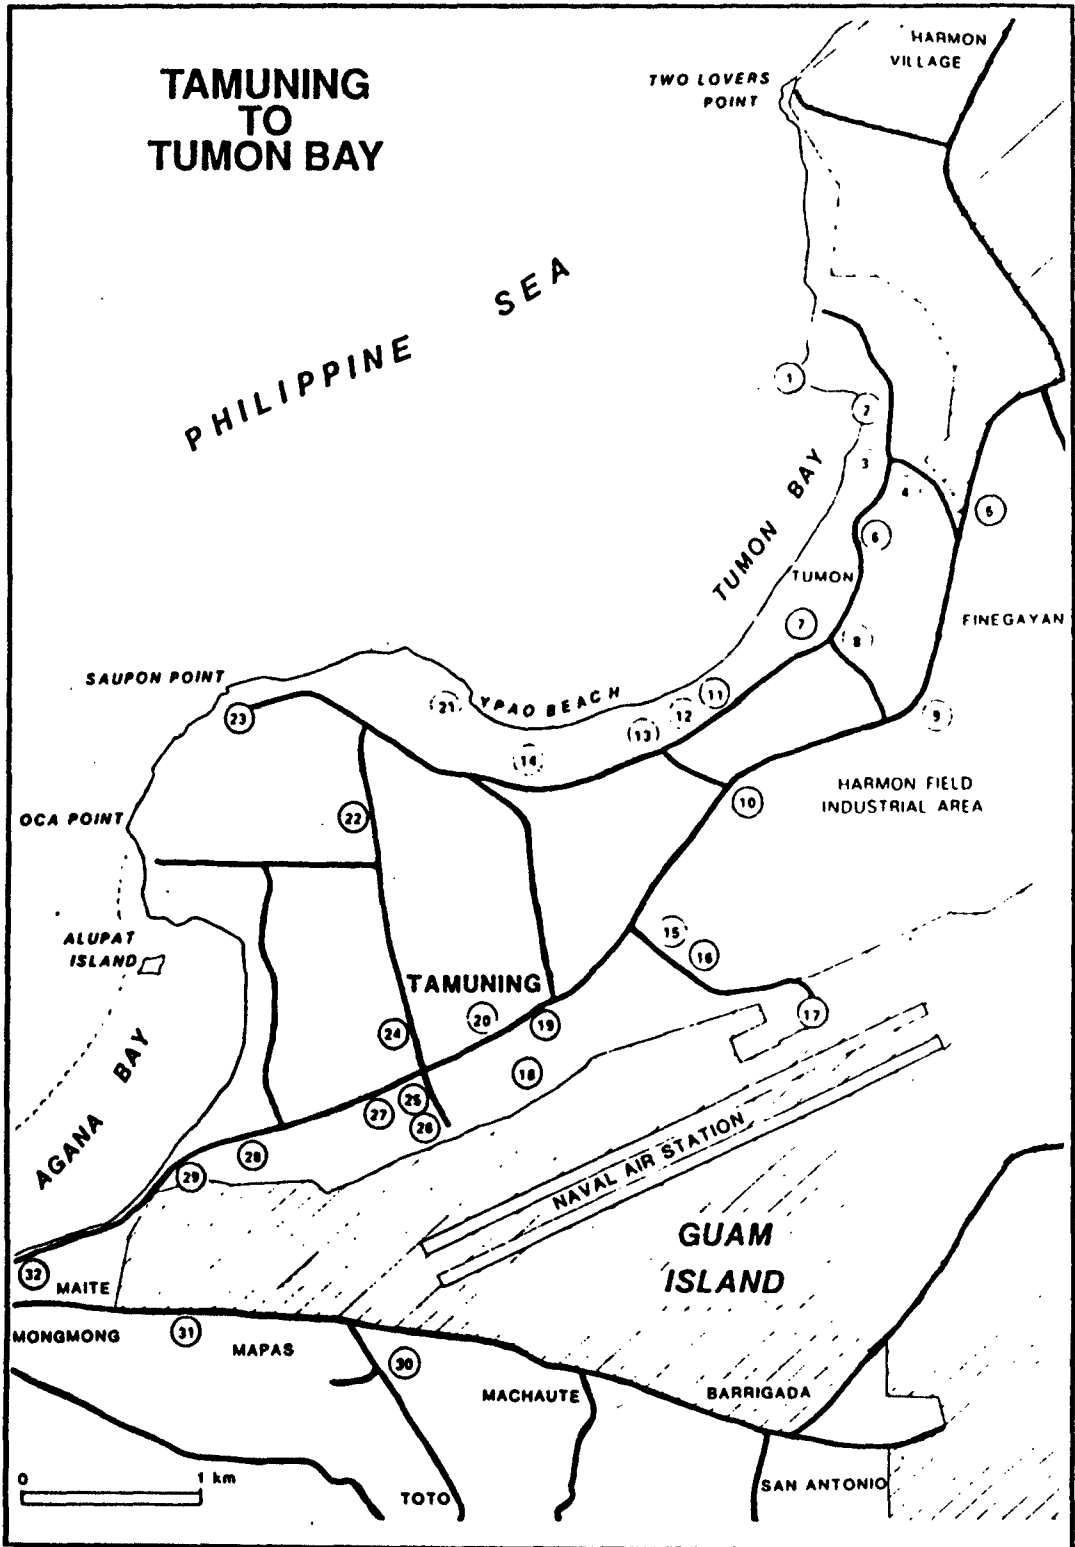 TAMUNING
TO
TUMON BAY
HARMON
VILLAGE
TWO LOVERS
POINT
PHILIPPINE SEA
1
2
3
4
5
6
TUMON BAY
TUMON
7
8
FINEGAYAN
SAUPON POINT
23
21
YPAO BEACH
11
12
13
9
14
HARMON FIELD
INDUSTRIAL AREA
10
22
OCA POINT
ALUPAT
ISLAND
15
16
TAMUNING
17
24
20
19
18
AGANA BAY
27
25
26
28
29
NAVAL AIR STATION
GUAM
ISLAND
32
MAITE
MONGMONG
31
MAPAS
30
MACHAUTE
BARRIGADA
0 1 km
TOTO
SAN ANTONIO